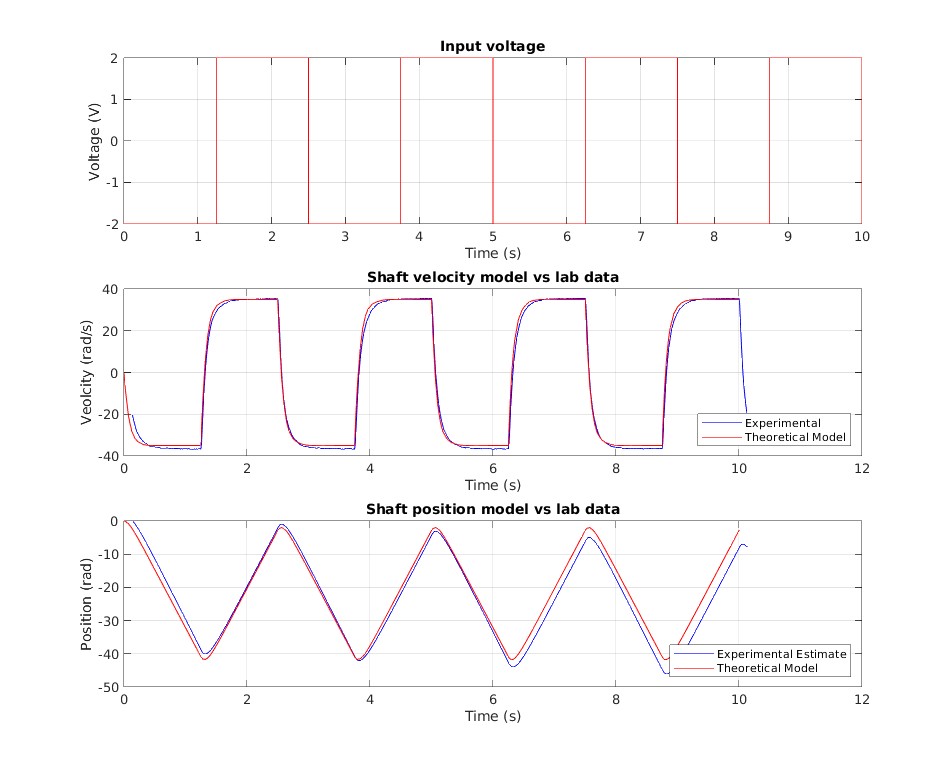 Input voltage
Voltage (V)
2
1
0
-1
-2
0 1 2 3 4 5 6 7 8 9 10
Time (s)
Shaft velocity model vs lab data
Veolcity (rad/s)
40
20
0
-20
-40
Experimental
Theoretical Model
0 2 4 6 8 10 12
Time (s)
Shaft position model vs lab data
Position (rad)
0
-10
-20
-30
-40
-50
Experimental Estimate
Theoretical Model
0 2 4 6 8 10 12
Time (s)